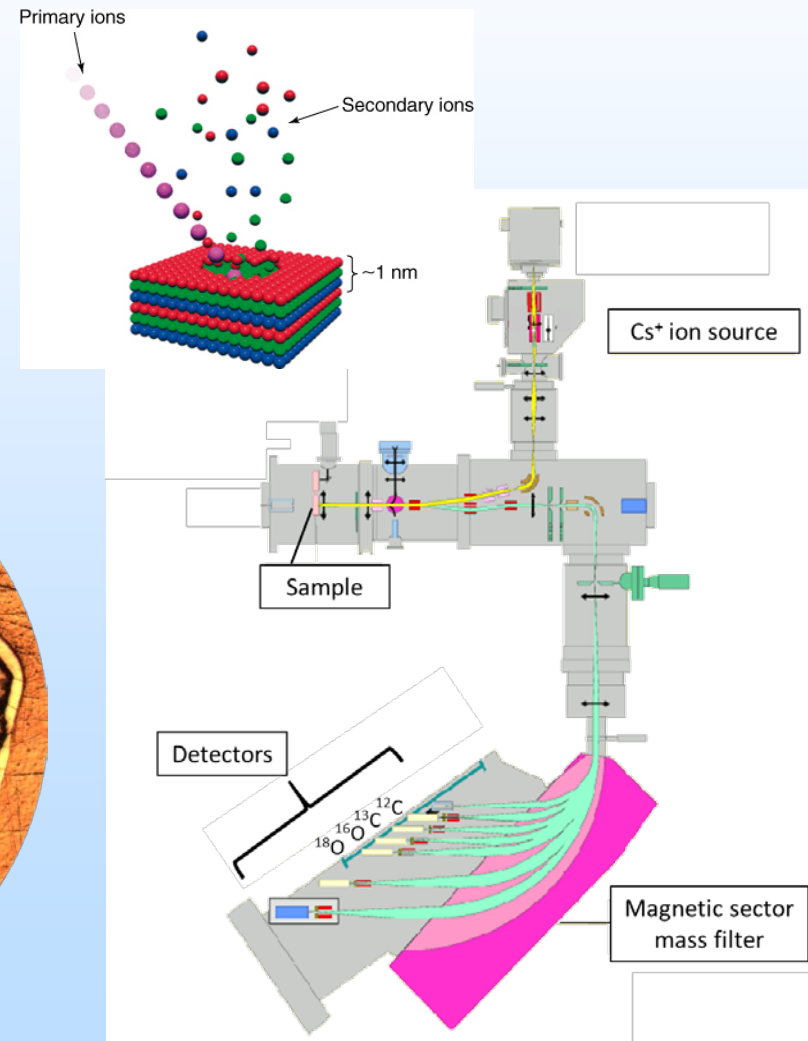 Primary ions
Secondary ions
~1 nm
Cs⁺ ion source
Sample
Detectors
¹⁸O ¹⁶O ¹³C ¹²C
Magnetic sector
mass filter